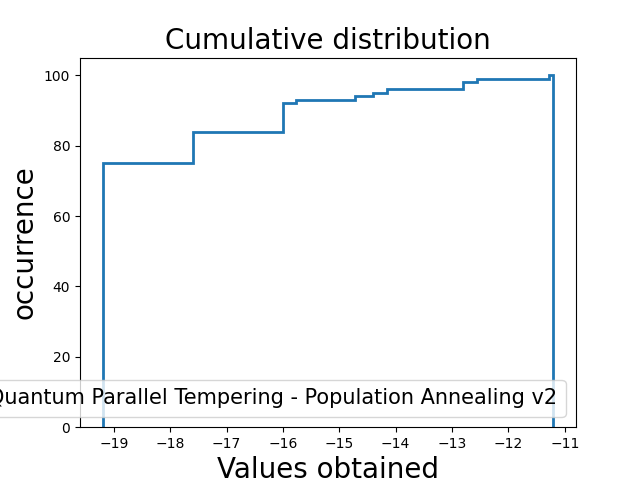 Cumulative distribution
100
80
60
40
20
0
occurrence
uantum Parallel Tempering - Population Annealing v2
−19 −18 −17 −16 −15 −14 −13 −12 −11
Values obtained